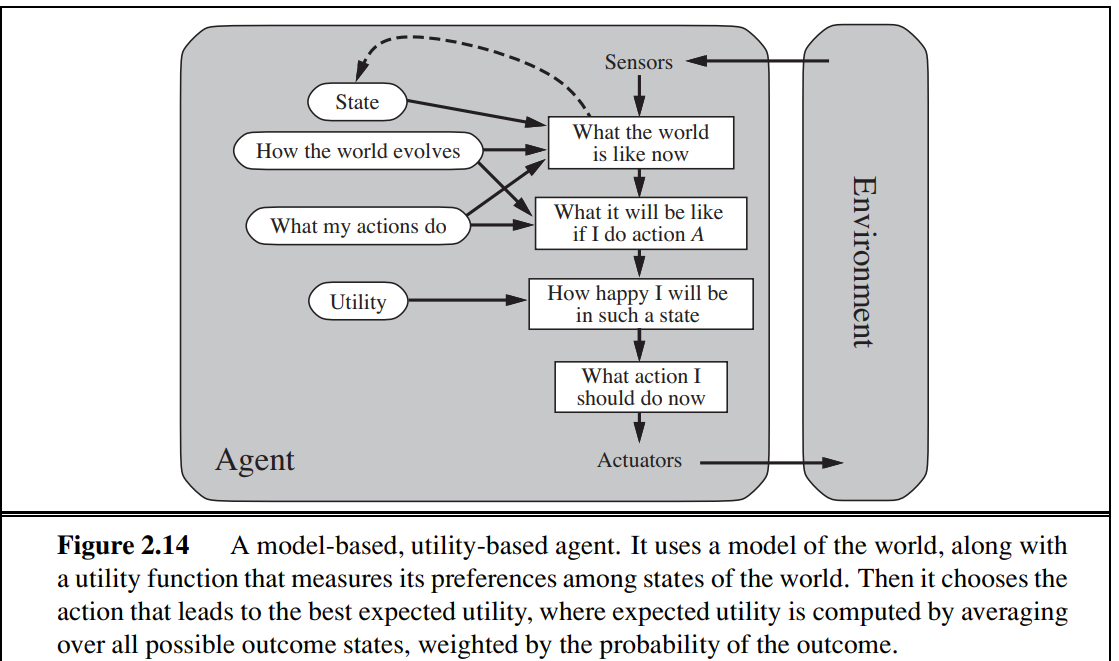 Sensors
State
What the world
is like now
How the world evolves
What my actions do
What it will be like
if I do action A
Utility
How happy I will be
in such a state
What action I
should do now
Agent
Actuators
Environment
Figure 2.14 A model-based, utility-based agent. It uses a model of the world, along with
a utility function that measures its preferences among states of the world. Then it chooses the
action that leads to the best expected utility, where expected utility is computed by averaging
over all possible outcome states, weighted by the probability of the outcome.